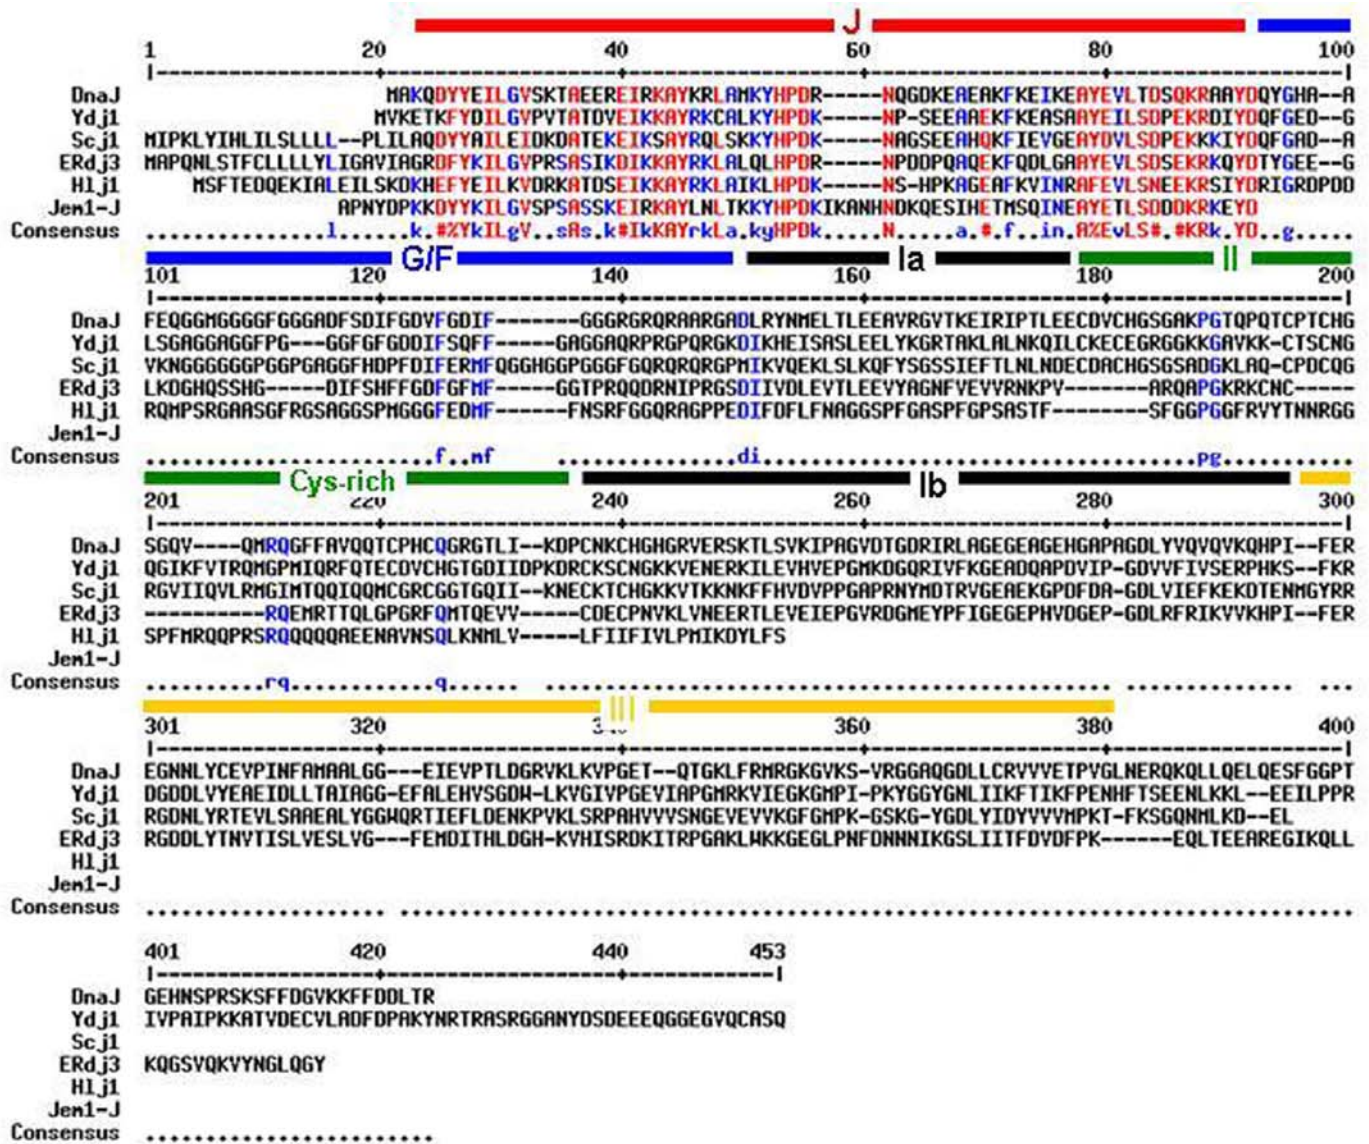 J
1 20 40 60 80 100
|------------------+-------------------+-------------------+-------------------+-------------------|
DnaJ MAKQDYYEILGVSKTAEEREIRKAYKRLAMKYHPDR-----NQGDKEAEAKFKEIKEAYEVLTDSQKRAAYDQYGHA--A
Ydj1 MVKETKFYDILGVPVTATDVEIKKAYRKCALKYHPDK-----NP-SEEAAEKFKEASAAYEILSDPEKRDIYDQFGED--G
Scj1 MIPKLYIHLILSLLLL--PLILAQDYYAILEIDKDATEKEIKSAYRQLSKKYHPDK-----NAGSEEAHQKFIEVGEAYDVLSDPEKKKIYDQFGAD--A
ERdj3 MAPQNLSTFCLLLLYLIGAVIAGRDFYKILGVPRSASIKDIKKAYRKLALQLHPDR-----NPDDPQAQEKFQDLGAAYEVLSDSEKRKQYDTYGEE--G
Hlj1 MSFTEDQEKIALEILSKDKHEFYEILKVDRKATDSEIKKAYRKLAIKLHPDK-----NS-HPKAGEAFKVINRAFEVLSNEEKRSIYDRIGRDPDD
Jem1-J APNYDPKKDYYKILGVSPSASSKEIRKAYLNLTKKYHPDKIKANHNDKQESIHETMSQINEAYETLSDDDKRKEYD
Consensus ...............l......k.#%YkILgV..sAs.k#IkKAYrkLa.kyHPDk.....N.....a.#.f..in.A%EvLS#.#KRk.YD..g.....
G/F Ia II
101 120 140 160 180 200
|------------------+-------------------+-------------------+-------------------+-------------------|
DnaJ FEQGGMGGGGFGGGADFSDIFGDVFGDIF-------GGGRGRQRAARGADLRYNMELTLEEAVRGVTKEIRIPTLEECDVCHGSGAKPGTQPQTCPTCHG
Ydj1 LSGAGGAGGFPG---GGFGFGDDIFSQFF------GAGGAQRPRGPQRGKDIKHEISASLEELYKGRTAKLALNKQILCKECEGRGGKKGAVKK-CTSCNG
Scj1 VKNGGGGGGPGGPGAGGFHDPFDIFERMFQGGHGGPGGGFGQRQRQRGPMIKVQEKLSLKQFYSGSSIEFTLNLNDECDACHGSGSADGKLAQ-CPDCQG
ERdj3 LKDGHQSSHG-----DIFSHFFGDFGFMF------GGTPRQQDRNIPRGSDIIVDLEVTLEEVYAGNFVEVVRNKPV-------ARQAPGKRKCNC-----
Hlj1 RQMPSRGAASGFRGSAGGSPMGGGFEDMF------FNSRFGGQRAGPPEDIFDFLFNAGGSPFGASPFGPSASTF--------SFGGPGGFRVYTNNRGG
Jem1-J
Consensus ........................f..mf.....................di.....................................pg...........
Cys-rich Ib
201 220 240 260 280 300
|------------------+-------------------+-------------------+-------------------+-------------------|
DnaJ SGQV----QMRQGFFAVQQTCPHCQGRGTLI--KDPCNKCHGHGRVERSKTLSVKIPAGVDTGDRIRLAGEGEAGEHGAPAGDLYVQVQVKQHPI--FER
Ydj1 QGIKFVTRQMGPMIQRFQTECDVCHGTGDIIDPKDRCKSCNGKKVENERKILEVHVEPGMKDGQRIVFKGEADQAPDVIP-GDVVFIVSERPHKS--FKR
Scj1 RGVIIQVLRMGIMTQQIQQMCGRCGGTGQII--KNECKTCHGKKVTKKNKFFHVDVPPGAPRNYMDTRVGEAEKGPDFDA-GDLVIEFKEKDTENMGYRR
ERdj3 ----------RQEMRTTQLGPGRFQMTQEVV----CDECPNVKLVNEERTLEVEIEPGVRDGMEYPFIGEGEPHVDGEP-GDLRFRIKVVKHPI--FER
Hlj1 SPFMRQQPRSRQQQQQAEENAVNSQLKNMLV-----LFIIFIVLPMIKDYLFS
Jem1-J
Consensus ..........rq............q...... .............................................. ............. ...
III
301 320 360 380 400
|------------------+-------------------+-------------------+-------------------+-------------------|
DnaJ EGNNLYCEVPINFAMAALGG---EIEVPTLDGRVKLKVPGET--QTGKLFRMRGKGVKS-VRGGAQGDLLCRVVVETPVGLNERQKQLLQELQESFGGPT
Ydj1 DGDDLVYEAEIDLLTAIAGG-EFALEHVSGDW-LKVGIVPGEVIAPGMRKVIEGKGMPI-PKYGGYGNLIIKFTIKFPENHFTSEENLKKL--EEILPPR
Scj1 RGDNLYRTEVLSAAEALYGGWQRTIEFLDENKPVKLSRPAHVVVSNGEVEVVKGFGMPK-GSKG-YGDLYIDYVVVMPKT-FKSGQNMLKD--EL
ERdj3 RGDDLYTNVTISLVESLVG---FEMDITHLDGH-KVHISRDKITRPGAKLWKKGEGLPNFDNNNIKGSLIITFDVDFPK------EQLTEEAREGIKQLL
Hlj1
Jem1-J
Consensus .................... ...............................................................................
401 420 440 453
|------------------+-------------------+------------|
DnaJ GEHNSPRSKSFFDGVKKFFDDLTR
Ydj1 IVPAIPKKATVDECVLADFDPAKYNRTRASRGGANYDSDEEEQGGEGVQCASQ
Scj1
ERdj3 KQGSVQKVYNGLQGY
Hlj1
Jem1-J
Consensus ........................